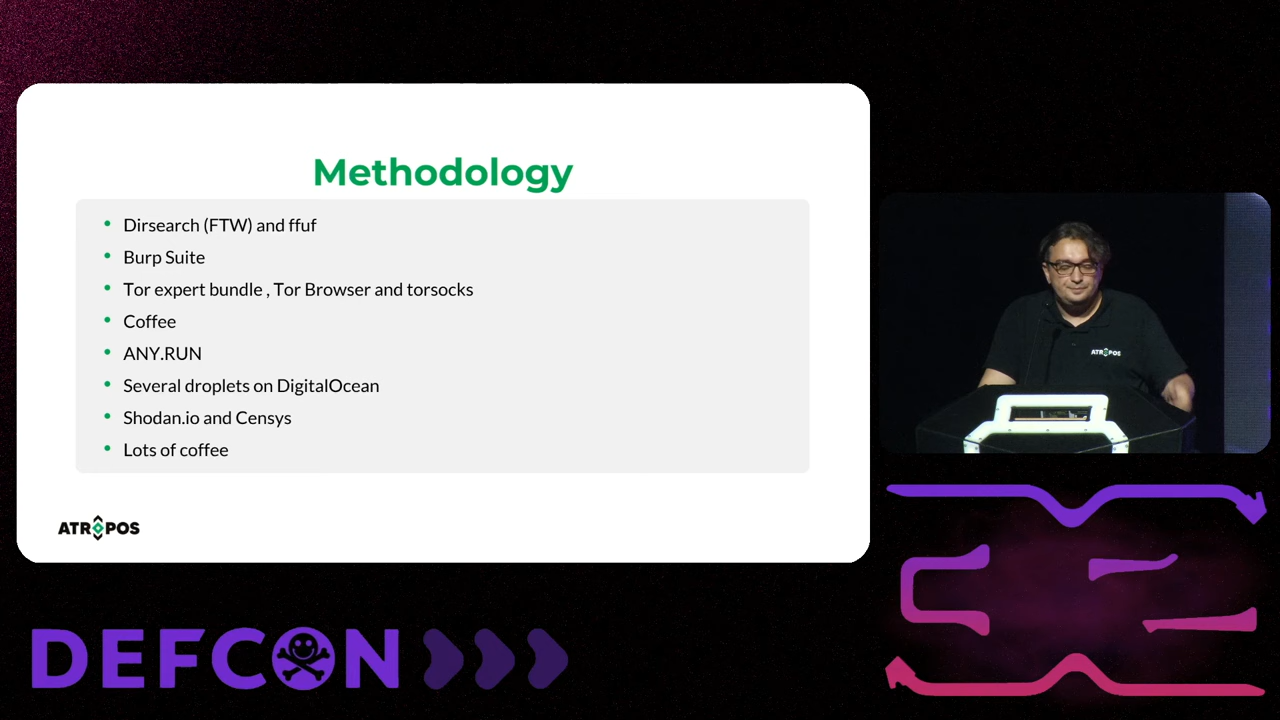 Methodology
Dirsearch (FTW) and ffuf
Burp Suite
Tor expert bundle , Tor Browser and torsocks
Coffee
ANY.RUN
Several droplets on DigitalOcean
Shodan.io and Censys
Lots of coffee
ATROPOS
ATROPOS
DEFCON